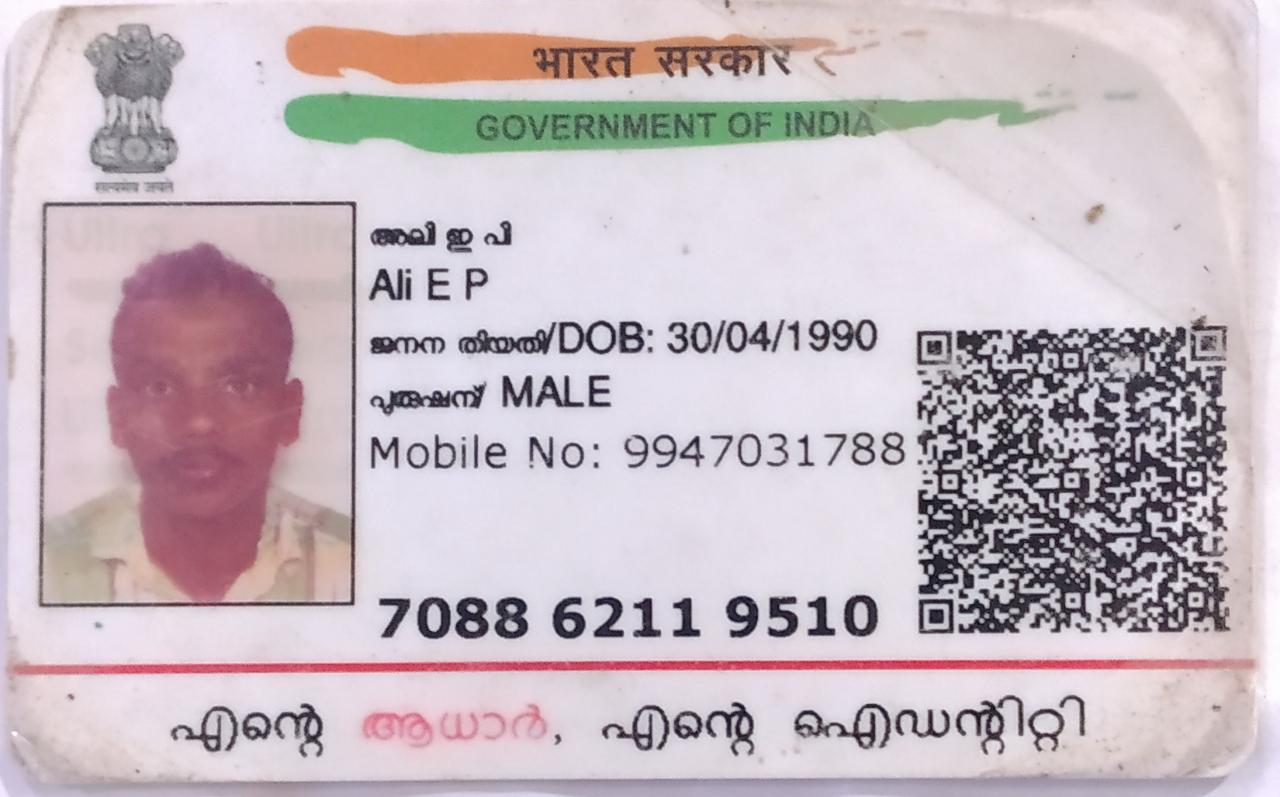 भारत सरकार
GOVERNMENT OF INDIA
सत्यमेव जयते
അലി ഇ പി
Ali E P
ജനന തിയതി/DOB: 30/04/1990
പുരുഷന്‍/ MALE
Mobile No: 9947031788
7088 6211 9510
എന്റെ ആധാർ, എന്റെ ഐഡന്റിറ്റി